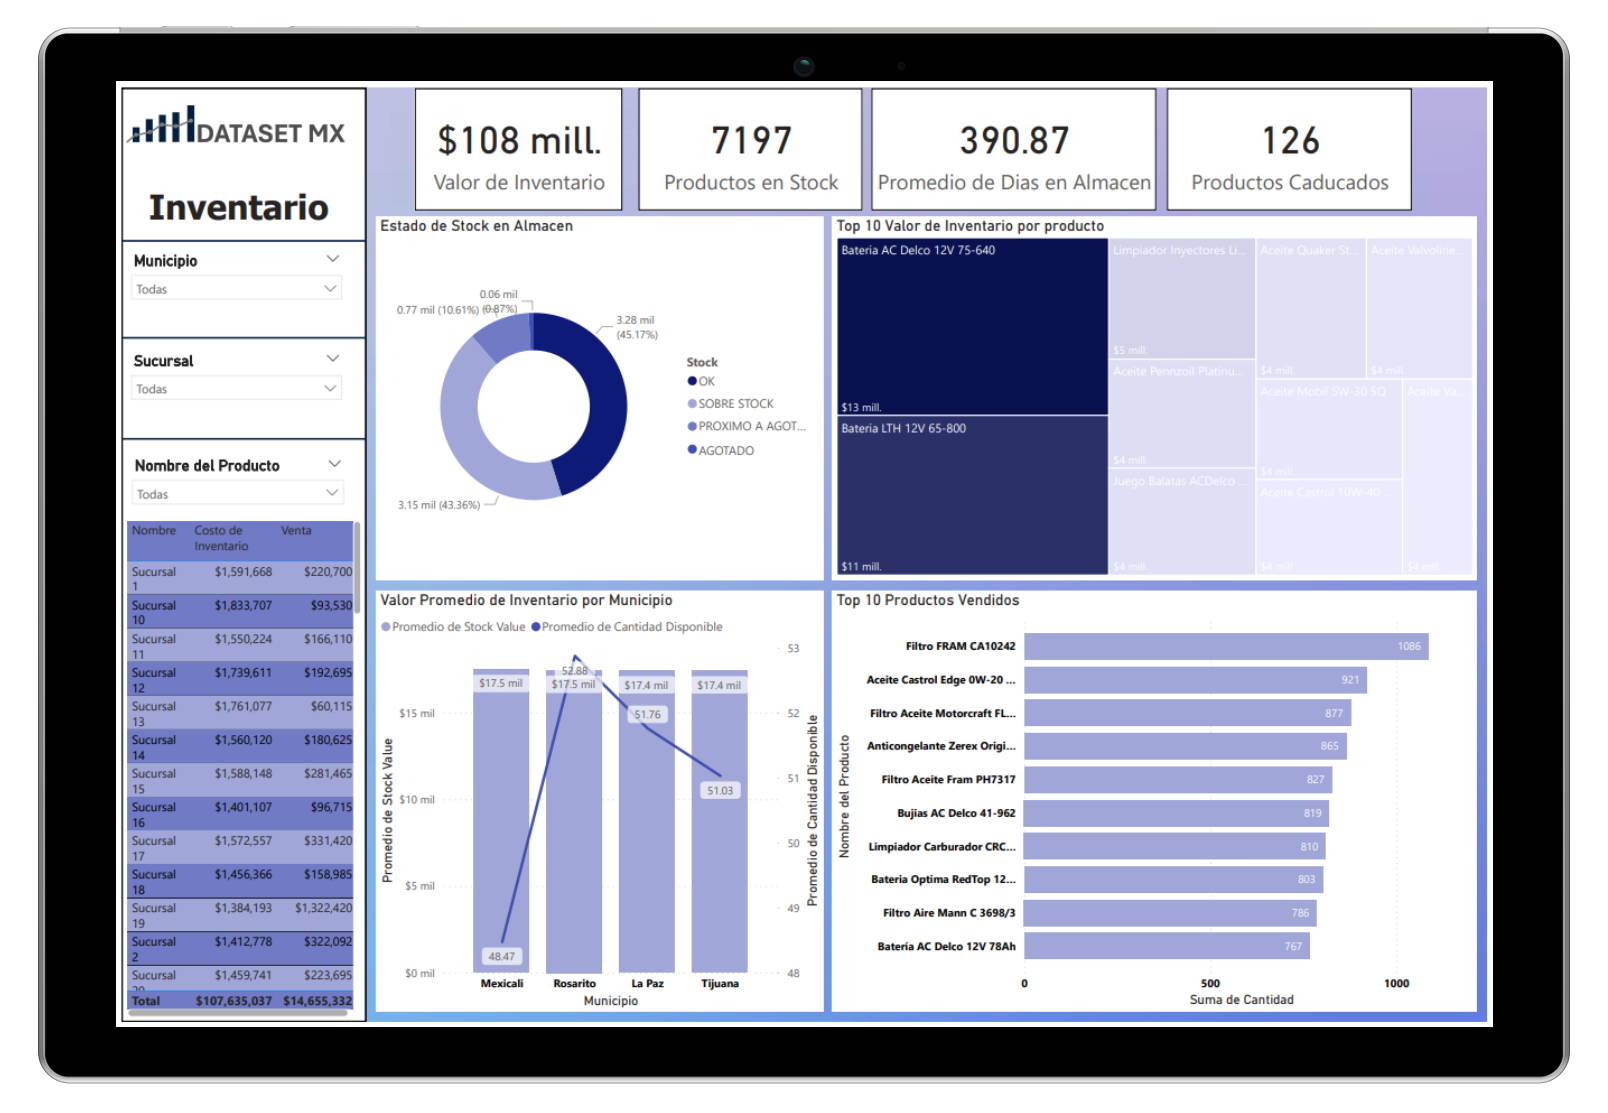 DATASET MX
Inventario
Municipio
Todas
Sucursal
Todas
Nombre del Producto
Todas
Nombre Costo de Inventario Venta
Sucursal 1 $1,591,668 $220,700
Sucursal 10 $1,833,707 $93,530
Sucursal 11 $1,550,224 $166,110
Sucursal 12 $1,739,611 $192,695
Sucursal 13 $1,761,077 $60,115
Sucursal 14 $1,560,120 $180,625
Sucursal 15 $1,588,148 $281,465
Sucursal 16 $1,401,107 $96,715
Sucursal 17 $1,572,557 $331,420
Sucursal 18 $1,456,366 $158,985
Sucursal 19 $1,384,193 $1,322,420
Sucursal 2 $1,412,778 $322,092
Sucursal 20 $1,459,741 $223,695
Total $107,635,037 $14,655,332
$108 mill.
Valor de Inventario
7197
Productos en Stock
390.87
Promedio de Dias en Almacen
126
Productos Caducados
Estado de Stock en Almacen
0.06 mil
(0.87%)
0.77 mil (10.61%)
3.28 mil
(45.17%)
3.15 mil (43.36%)
Stock
OK
SOBRE STOCK
PROXIMO A AGOT...
AGOTADO
Top 10 Valor de Inventario por producto
Bateria AC Delco 12V 75-640
$13 mill.
Bateria LTH 12V 65-800
$11 mill.
Limpiador Inyectores Li...
$5 mill.
Aceite Pennzoil Platinu...
$4 mill.
Juego Balatas ACDelco ...
$4 mill.
Aceite Quaker St...
$4 mill.
Aceite Valvoline ...
$4 mill.
Aceite Mobil 5W-30 SQ
$4 mill.
Aceite Castrol 10W-40 ...
$4 mill.
Aceite Va...
$4 mill.
Valor Promedio de Inventario por Municipio
Promedio de Stock Value Promedio de Cantidad Disponible
Promedio de Stock Value
$15 mil
$10 mil
$5 mil
$0 mil
$17.5 mil
$17.5 mil
$17.4 mil
$17.4 mil
48.47
52.88
51.76
51.03
53
52
51
50
49
48
Promedio de Cantidad Disponible
Mexicali Rosarito La Paz Tijuana
Municipio
Top 10 Productos Vendidos
Nombre del Producto
Filtro FRAM CA10242 1086
Aceite Castrol Edge 0W-20 ... 921
Filtro Aceite Motorcraft FL... 877
Anticongelante Zerex Origi... 865
Filtro Aceite Fram PH7317 827
Bujias AC Delco 41-962 819
Limpiador Carburador CRC... 810
Bateria Optima RedTop 12... 803
Filtro Aire Mann C 3698/3 786
Bateria AC Delco 12V 78Ah 767
0 500 1000
Suma de Cantidad